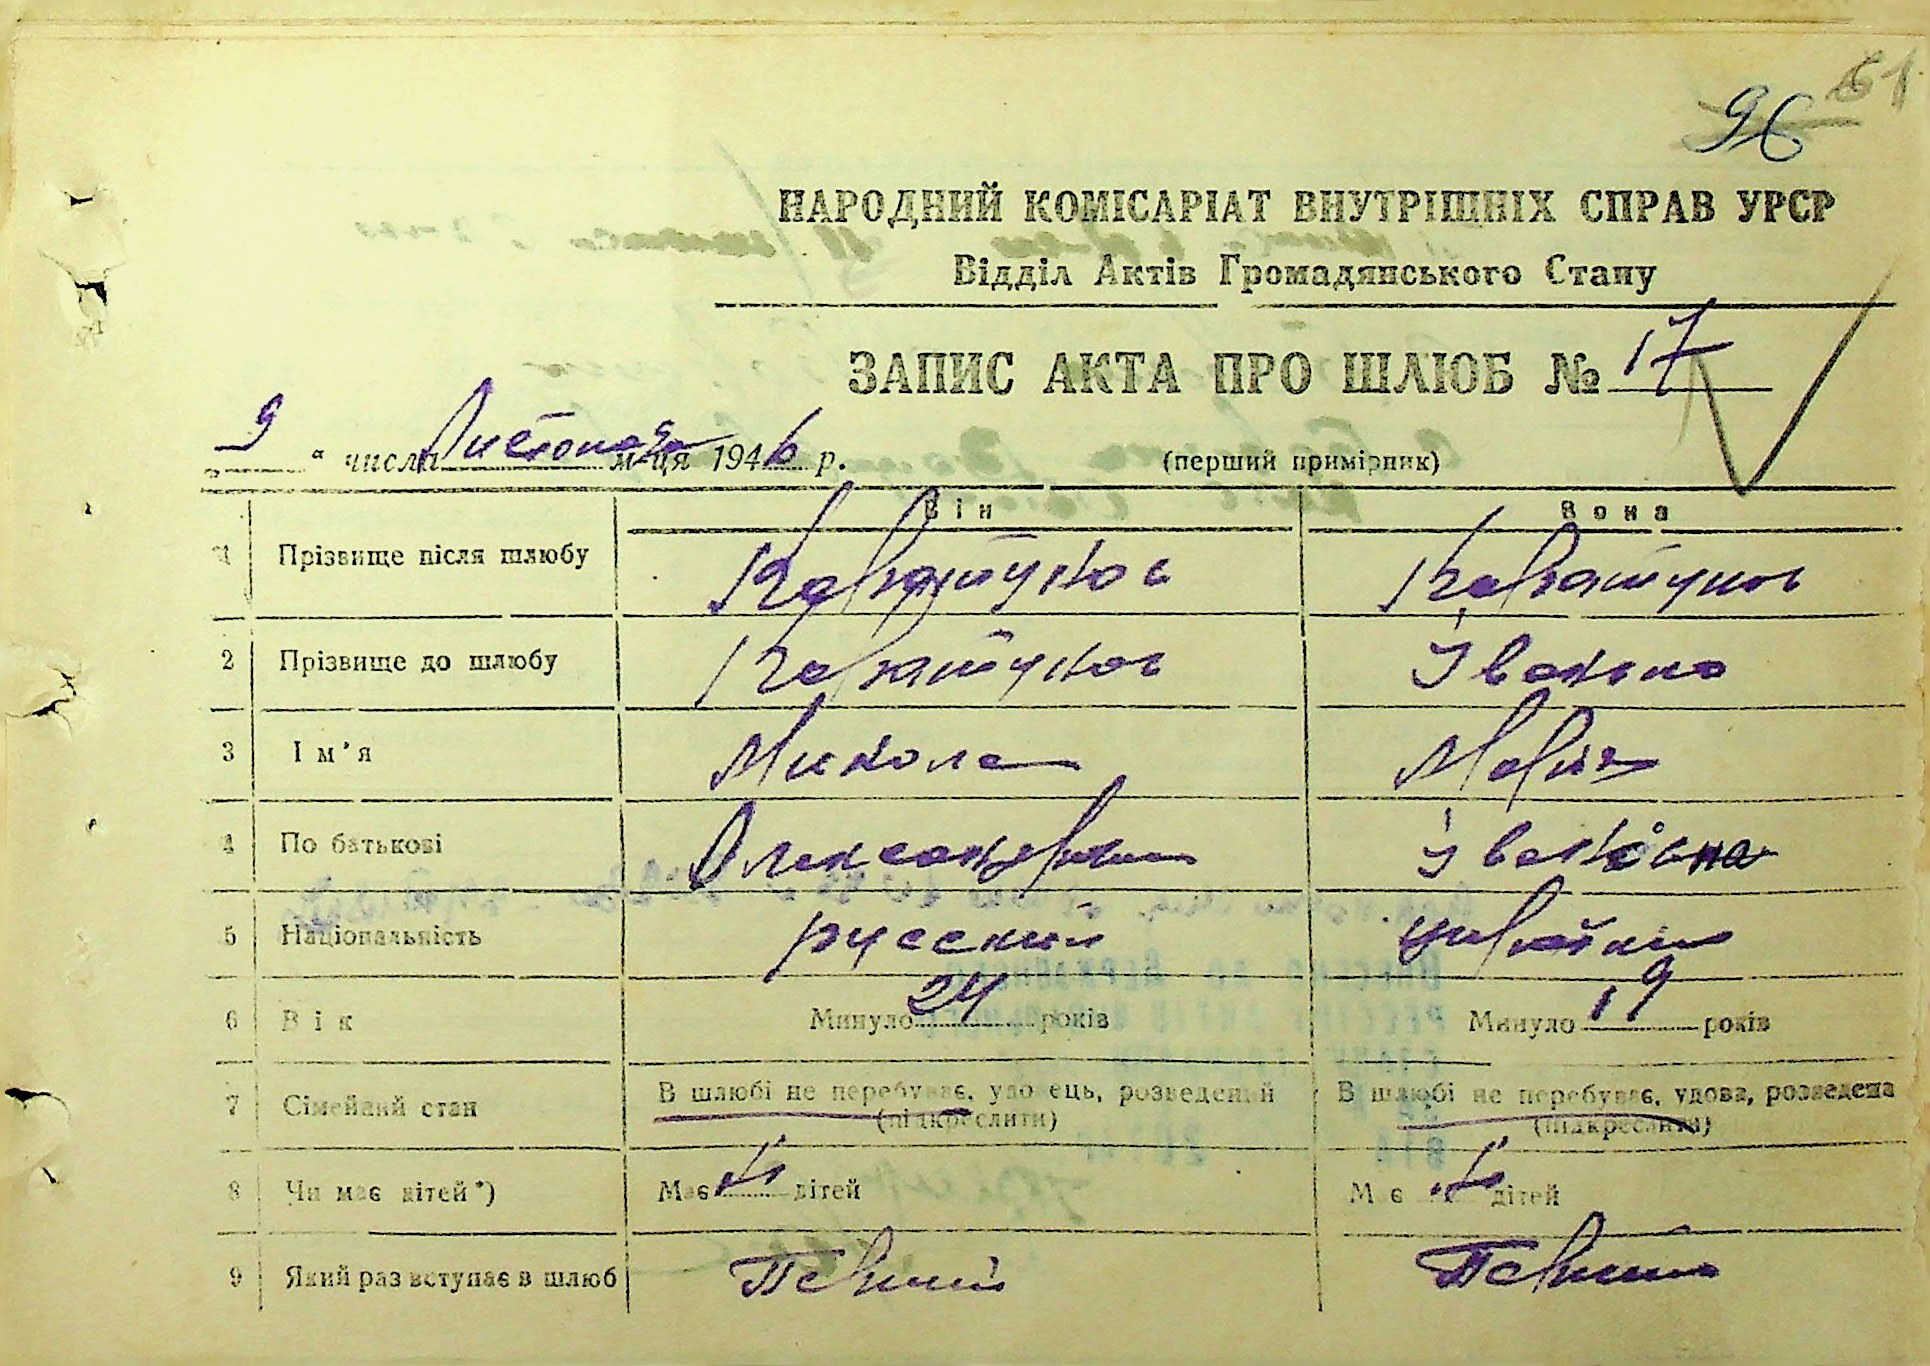 96 61
НАРОДНИЙ КОМІСАРІАТ ВНУТРІШНІХ СПРАВ УРСР
Відділ Актів Громадянського Стану
ЗАПИС АКТА ПРО ШЛЮБ № 17
9 " числа Листопада м-ця 1946 р. (перший примірник)
Він Вона
1 Прізвище після шлюбу
2 Прізвище до шлюбу
3 Ім'я Микола Марія
4 По батькові Олександрович Іванівна
5 Національність русский українка
6 Вік Минуло 24 років Минуло 19 років
7 Сімейний стан В шлюбі не перебуває, удовець, розведений (підкреслити) В шлюбі не перебуває, удова, розведена (підкреслити)
8 Чи має дітей *) Має дітей Має дітей
9 Який раз вступає в шлюб Первий Первий